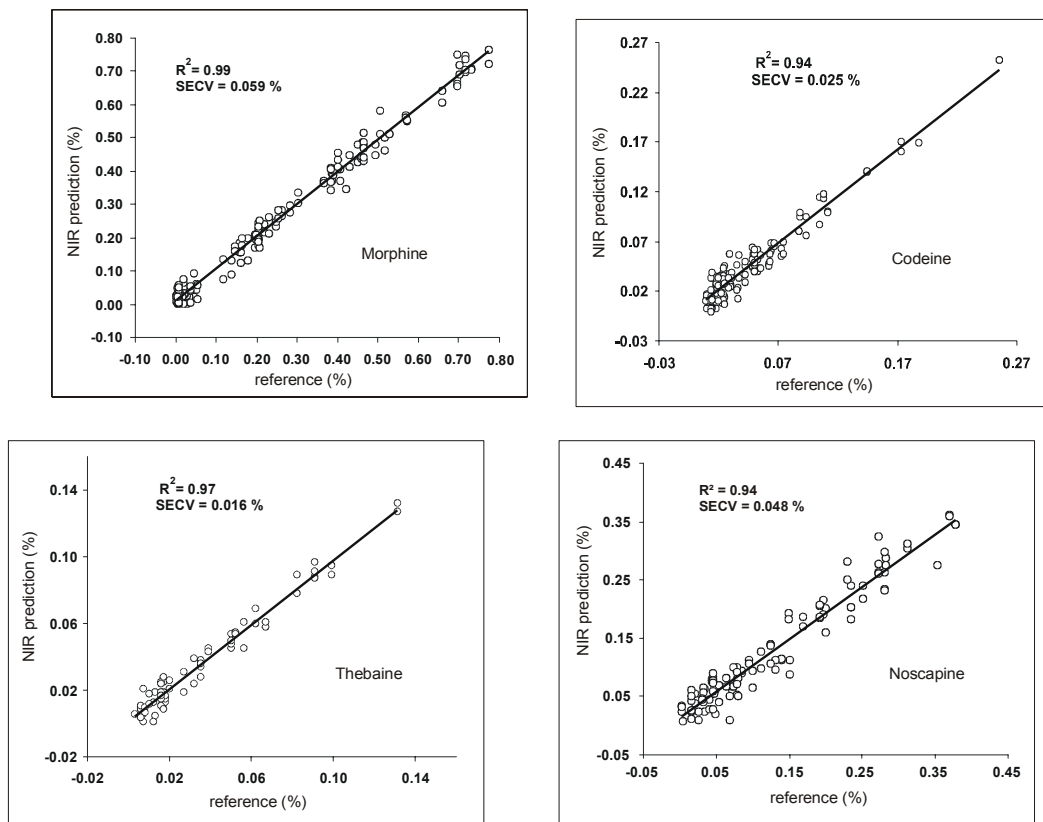 0.80
0.70
0.60
0.50
0.40
0.30
0.20
0.10
0.00
-0.10
NIR prediction (%)
R2 = 0.99
SECV = 0.059 %
Morphine
-0.10 0.00 0.10 0.20 0.30 0.40 0.50 0.60 0.70 0.80
reference (%)
0.27
0.22
0.17
0.12
0.07
0.02
-0.03
NIR prediction (%)
R2 = 0.94
SECV = 0.025 %
Codeine
-0.03 0.07 0.17 0.27
reference (%)
0.14
0.10
0.06
0.02
-0.02
NIR prediction (%)
R2 = 0.97
SECV = 0.016 %
Thebaine
-0.02 0.02 0.06 0.10 0.14
reference (%)
0.45
0.35
0.25
0.15
0.05
-0.05
NIR prediction (%)
R² = 0.94
SECV = 0.048 %
Noscapine
-0.05 0.05 0.15 0.25 0.35 0.45
reference (%)